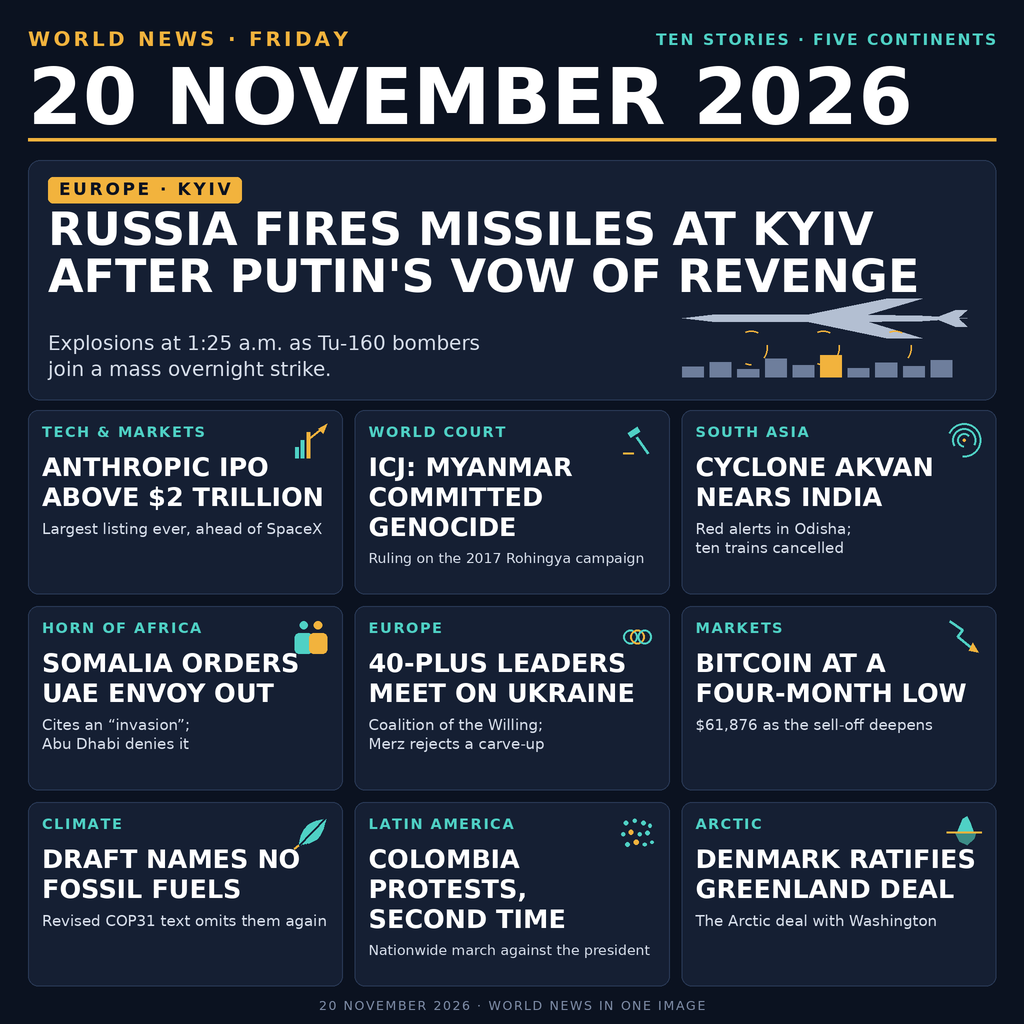 WORLD NEWS · FRIDAY
TEN STORIES · FIVE CONTINENTS
20 NOVEMBER 2026
EUROPE · KYIV
RUSSIA FIRES MISSILES AT KYIV
AFTER PUTIN'S VOW OF REVENGE
Explosions at 1:25 a.m. as Tu-160 bombers
join a mass overnight strike.
TECH & MARKETS
ANTHROPIC IPO
ABOVE $2 TRILLION
Largest listing ever, ahead of SpaceX
WORLD COURT
ICJ: MYANMAR
COMMITTED
GENOCIDE
Ruling on the 2017 Rohingya campaign
SOUTH ASIA
CYCLONE AKVAN
NEARS INDIA
Red alerts in Odisha;
ten trains cancelled
HORN OF AFRICA
SOMALIA ORDERS
UAE ENVOY OUT
Cites an “invasion”;
Abu Dhabi denies it
EUROPE
40-PLUS LEADERS
MEET ON UKRAINE
Coalition of the Willing;
Merz rejects a carve-up
MARKETS
BITCOIN AT A
FOUR-MONTH LOW
$61,876 as the sell-off deepens
CLIMATE
DRAFT NAMES NO
FOSSIL FUELS
Revised COP31 text omits them again
LATIN AMERICA
COLOMBIA
PROTESTS,
SECOND TIME
Nationwide march against the president
ARCTIC
DENMARK RATIFIES
GREENLAND DEAL
The Arctic deal with Washington
20 NOVEMBER 2026 · WORLD NEWS IN ONE IMAGE